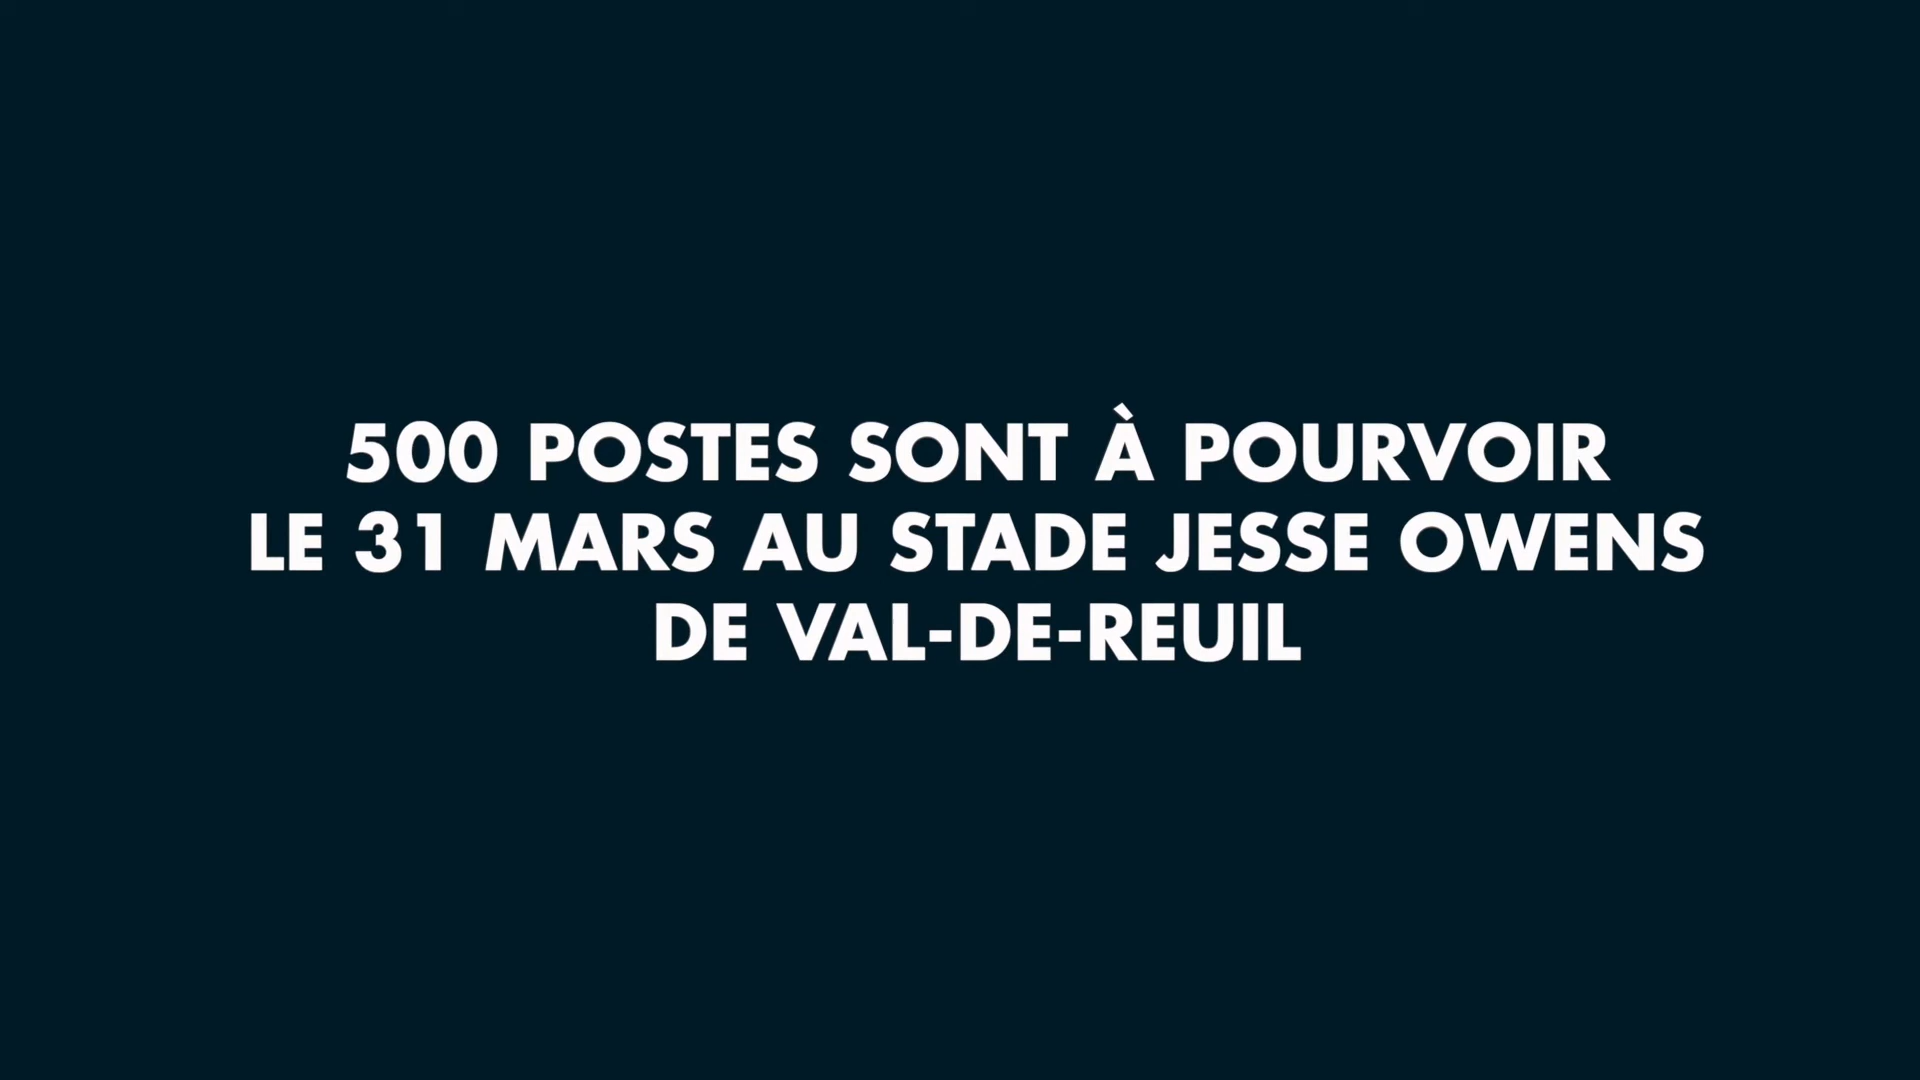 500 POSTES SONT À POURVOIR
LE 31 MARS AU STADE JESSE OWENS
DE VAL-DE-REUIL